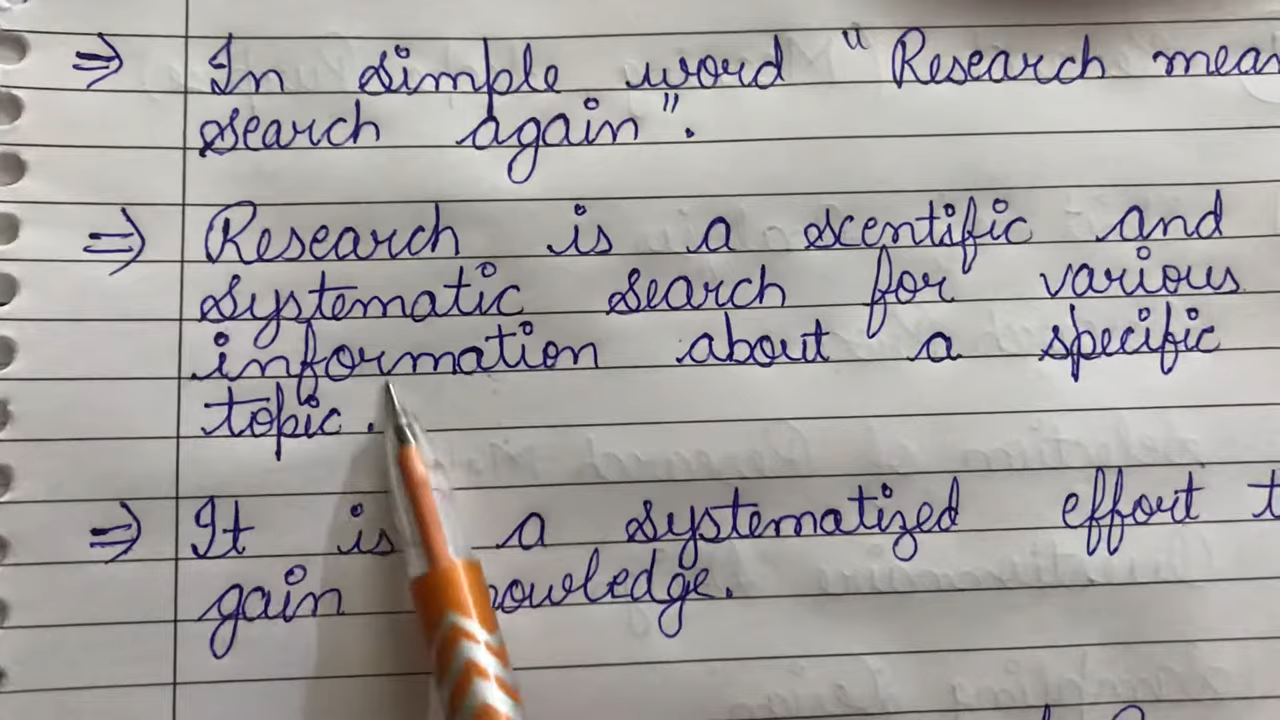 ⇒ In simple word "Research mean
search again".
⇒ Research is a scentific and
systematic search for various
information about a specific
topic.
⇒ It is a systematized effort t
gain nowledge.